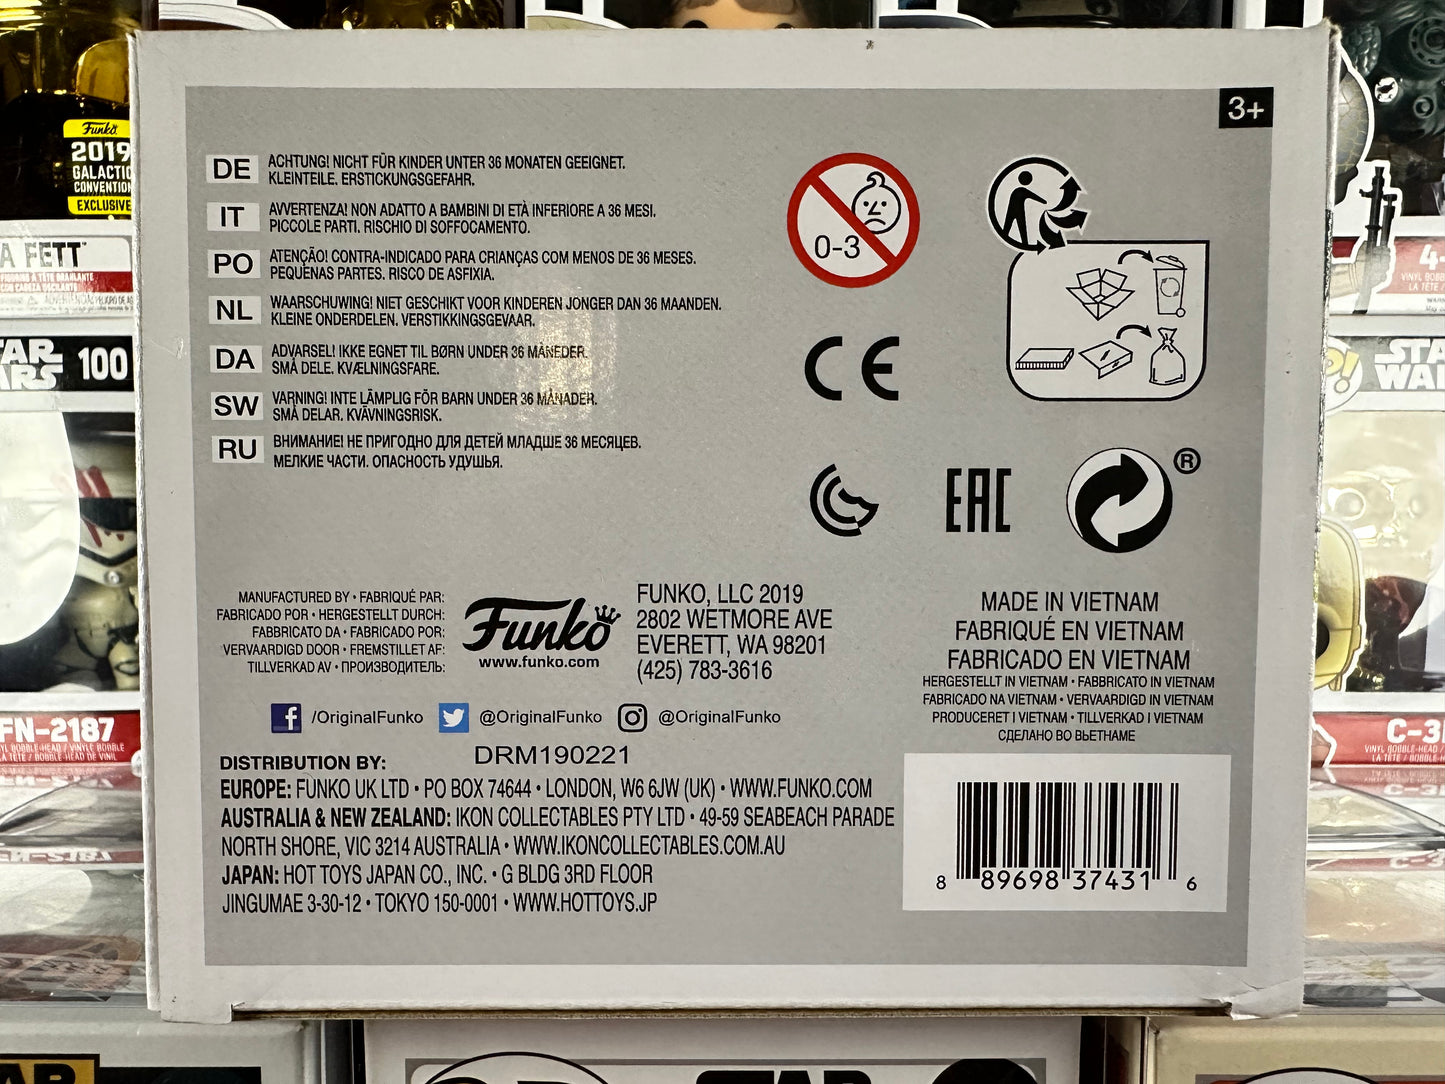 3+
DE ACHTUNG! NICHT FÜR KINDER UNTER 36 MONATEN GEEIGNET.
KLEINTEILE. ERSTICKUNGSGEFAHR.
IT AVVERTENZA! NON ADATTO A BAMBINI DI ETÀ INFERIORE A 36 MESI.
PICCOLE PARTI. RISCHIO DI SOFFOCAMENTO.
PO ATENÇÃO! CONTRA-INDICADO PARA CRIANÇAS COM MENOS DE 36 MESES.
PEQUENAS PARTES. RISCO DE ASFIXIA.
NL WAARSCHUWING! NIET GESCHIKT VOOR KINDEREN JONGER DAN 36 MAANDEN.
KLEINE ONDERDELEN. VERSTIKKINGSGEVAAR.
DA ADVARSEL! IKKE EGNET TIL BØRN UNDER 36 MÅNEDER.
SMÅ DELE. KVÆLNINGSFARE.
SW VARNING! INTE LÄMPLIG FÖR BARN UNDER 36 MÅNADER.
SMÅ DELAR. KVÄVNINGSRISK.
RU ВНИМАНИЕ! НЕ ПРИГОДНО ДЛЯ ДЕТЕЙ МЛАДШЕ 36 МЕСЯЦЕВ.
МЕЛКИЕ ЧАСТИ. ОПАСНОСТЬ УДУШЬЯ.
0-3
CE
EAC
®
MANUFACTURED BY • FABRIQUÉ PAR:
FABRICADO POR • HERGESTELLT DURCH:
FABBRICATO DA • FABRICADO POR:
VERVAARDIGD DOOR • FREMSTILLET AF:
TILLVERKAD AV • ПРОИЗВОДИТЕЛЬ:
Funko
www.funko.com
FUNKO, LLC 2019
2802 WETMORE AVE
EVERETT, WA 98201
(425) 783-3616
MADE IN VIETNAM
FABRIQUÉ EN VIETNAM
FABRICADO EN VIETNAM
HERGESTELLT IN VIETNAM • FABBRICATO IN VIETNAM
FABRICADO NA VIETNAM • VERVAARDIGD IN VIETNAM
PRODUCERET I VIETNAM • TILLVERKAD I VIETNAM
СДЕЛАНО ВО ВЬЕТНАМЕ
/OriginalFunko @OriginalFunko @OriginalFunko
DRM190221
DISTRIBUTION BY:
EUROPE: FUNKO UK LTD • PO BOX 74644 • LONDON, W6 6JW (UK) • WWW.FUNKO.COM
AUSTRALIA & NEW ZEALAND: IKON COLLECTABLES PTY LTD • 49-59 SEABEACH PARADE
NORTH SHORE, VIC 3214 AUSTRALIA • WWW.IKONCOLLECTABLES.COM.AU
JAPAN: HOT TOYS JAPAN CO., INC. • G BLDG 3RD FLOOR
JINGUMAE 3-30-12 • TOKYO 150-0001 • WWW.HOTTOYS.JP
8 89698 37431 6
Funko
2019
GALACTIC
CONVENTION
EXCLUSIVE
A FETT
100
FN-2187